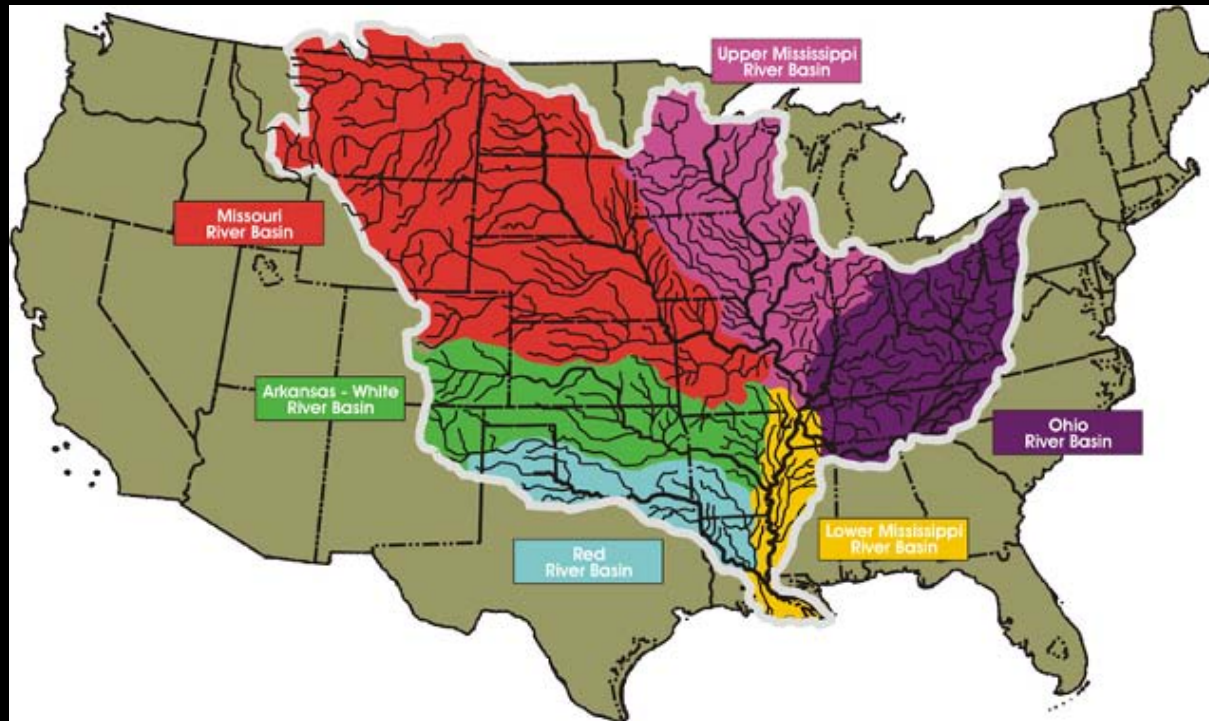 Upper Mississippi
River Basin
Missouri
River Basin
Arkansas - White
River Basin
Ohio
River Basin
Lower Mississippi
River Basin
Red
River Basin